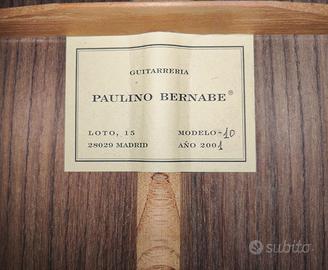 GUITARRERIA
PAULINO BERNABE®
LOTO, 15 MODELO-10
28029 MADRID AÑO 2001
subito